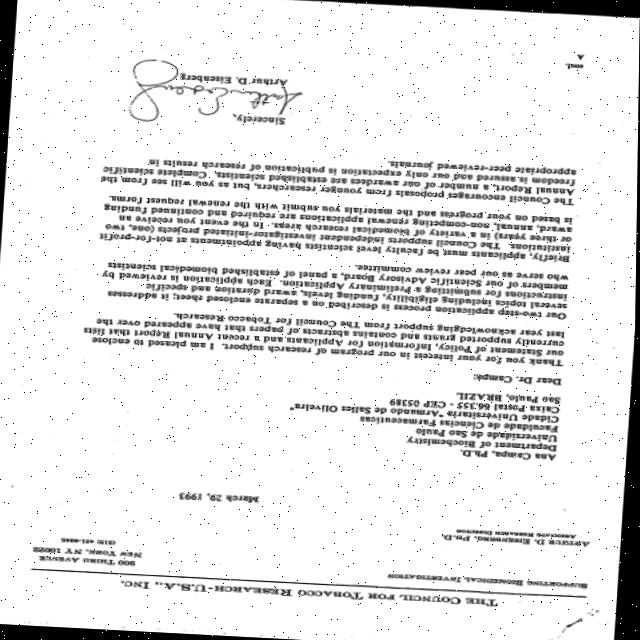 THE COUNCIL FOR TOBACCO RESEARCH-U.S.A., INC.
SUPPORTING BIOMEDICAL INVESTIGATION
900 THIRD AVENUE
NEW YORK, NY 10022
(212) 421-8885
ARTHUR D. EISENBERG, PH.D.
ASSOCIATE RESEARCH DIRECTOR
March 29, 1993
Ana Campa, Ph.D.
Department of Biochemistry
Universidade de Sao Paulo
Faculdade de Ciencias Farmaceuticas
Cidade Universitaria "Armando de Salles Oliveira"
Caixa Postal 66.355 - CEP 05389
Sao Paulo, BRAZIL
Dear Dr. Campa:
Thank you for your interest in our program of research support. I am pleased to enclose
our Statement of Policy, Information for Applicants and a recent Annual Report that lists
currently supported grants and contains abstracts of papers that have appeared over the
last year acknowledging support from The Council for Tobacco Research.
Our two-step application process is described on a separate enclosed sheet; it addresses
several topics including eligibility, funding levels, award duration and specific
instructions for submitting a Preliminary Application. Each application is reviewed by
members of our Scientific Advisory Board, a panel of established biomedical scientists
who serve as our peer review committee.
Briefly, applicants must be faculty level scientists having appointments at not-for-profit
institutions. The Council supports independent investigator-initiated projects (one, two
or three years) in a variety of biomedical research areas. In the event you receive an
award, annual, non-competing renewal applications are required and continued funding
is based on your progress and the materials you submit with the renewal request forms.
The Council encourages proposals from younger researchers, but as you will see from the
Annual Report, a number of our awardees are established scientists. Complete scientific
freedom is assured and our only expectation is publication of research results in
appropriate peer-reviewed journals.
Sincerely,
Arthur D. Eisenberg
encl.
A